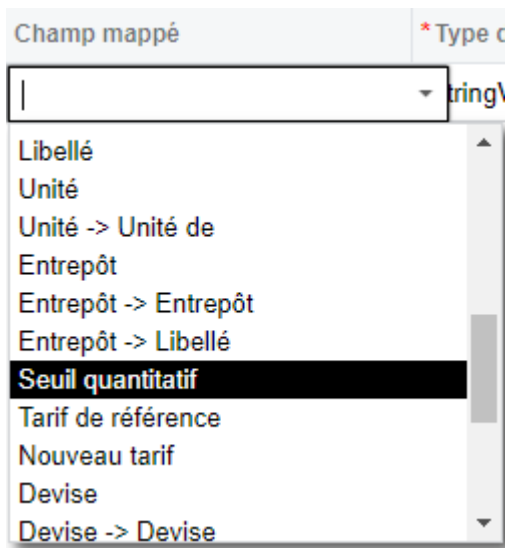 Champ mappé * Type
tring
Libellé
Unité
Unité -> Unité de
Entrepôt
Entrepôt -> Entrepôt
Entrepôt -> Libellé
Seuil quantitatif
Tarif de référence
Nouveau tarif
Devise
Devise -> Devise